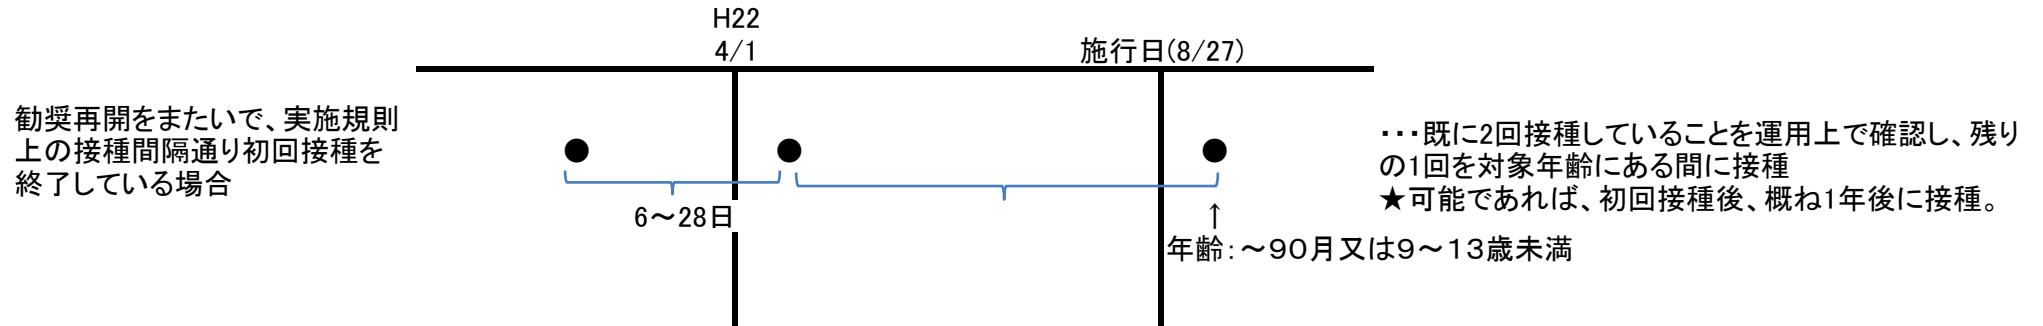 H22
4/1
施行日(8/27)
勧奨再開をまたいで、実施規則
上の接種間隔通り初回接種を
終了している場合
･･･既に2回接種していることを運用上で確認し、残り
の1回を対象年齢にある間に接種
★可能であれば、初回接種後、概ね1年後に接種。
6～28日
↑
年齢:～９０月又は９～１３歳未満